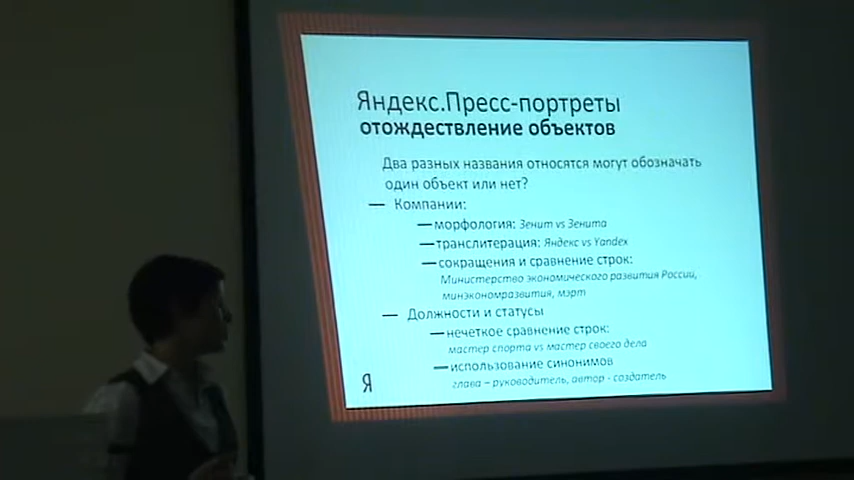 Яндекс.Пресс-портреты
отождествление объектов
Два разных названия относятся могут обозначать
один объект или нет?
— Компании:
—морфология: Зенит vs Зенита
—транслитерация: Яндекс vs Yandex
—сокращения и сравнение строк:
Министерство экономического развития России,
минэкономразвития, мэрт
— Должности и статусы
—нечеткое сравнение строк:
мастер спорта vs мастер своего дела
—использование синонимов
глава – руководитель, автор - создатель
Я